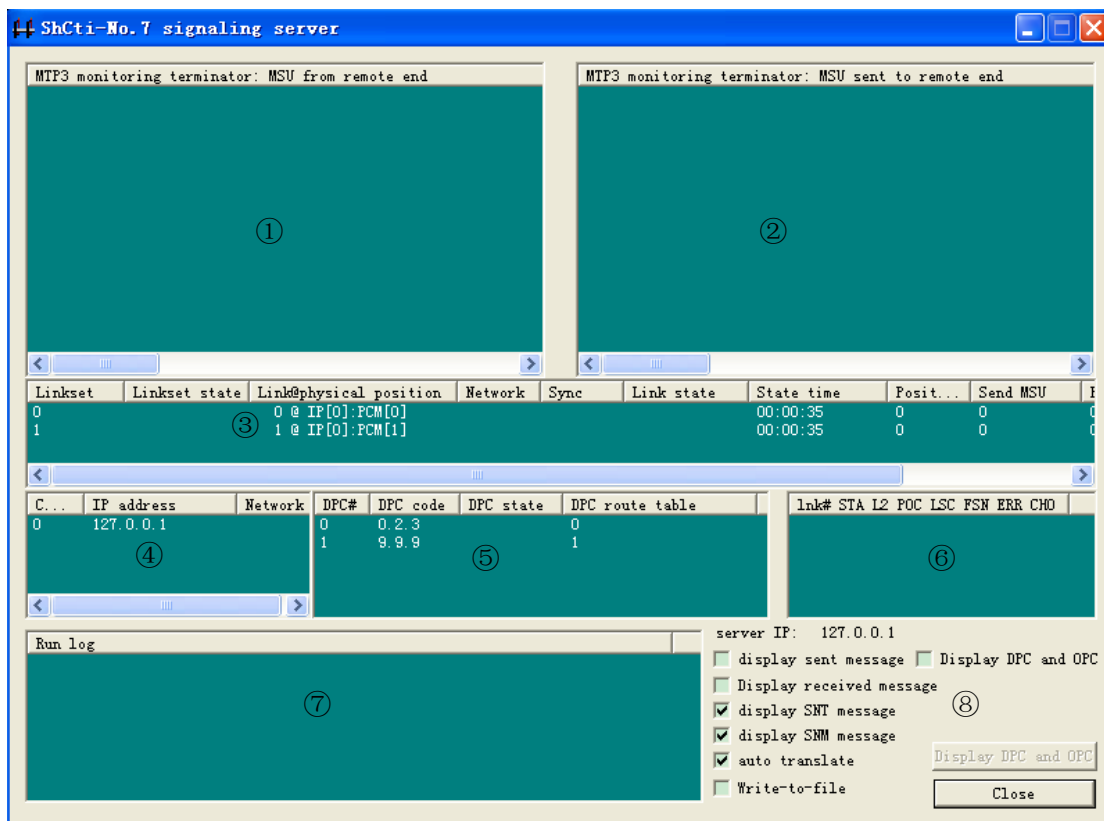 ShCti-No.7 signaling server
MTP3 monitoring terminator: MSU from remote end
MTP3 monitoring terminator: MSU sent to remote end
①
②
Linkset Linkset state Link@physical position Network Sync Link state State time Posit... Send MSU
0 0 @ IP[0]:PCM[0] 00:00:35 0 0
1 1 @ IP[0]:PCM[1] 00:00:35 0 0
③
C... IP address Network
0 127.0.0.1
④
DPC# DPC code DPC state DPC route table
0 0.2.3 0
1 9.9.9 1
⑤
lnk# STA L2 POC LSC FSN ERR CHO
⑥
Run log
⑦
server IP: 127.0.0.1
display sent message Display DPC and OPC
Display received message
display SNT message
⑧
display SNM message
auto translate Display DPC and OPC
Write-to-file Close